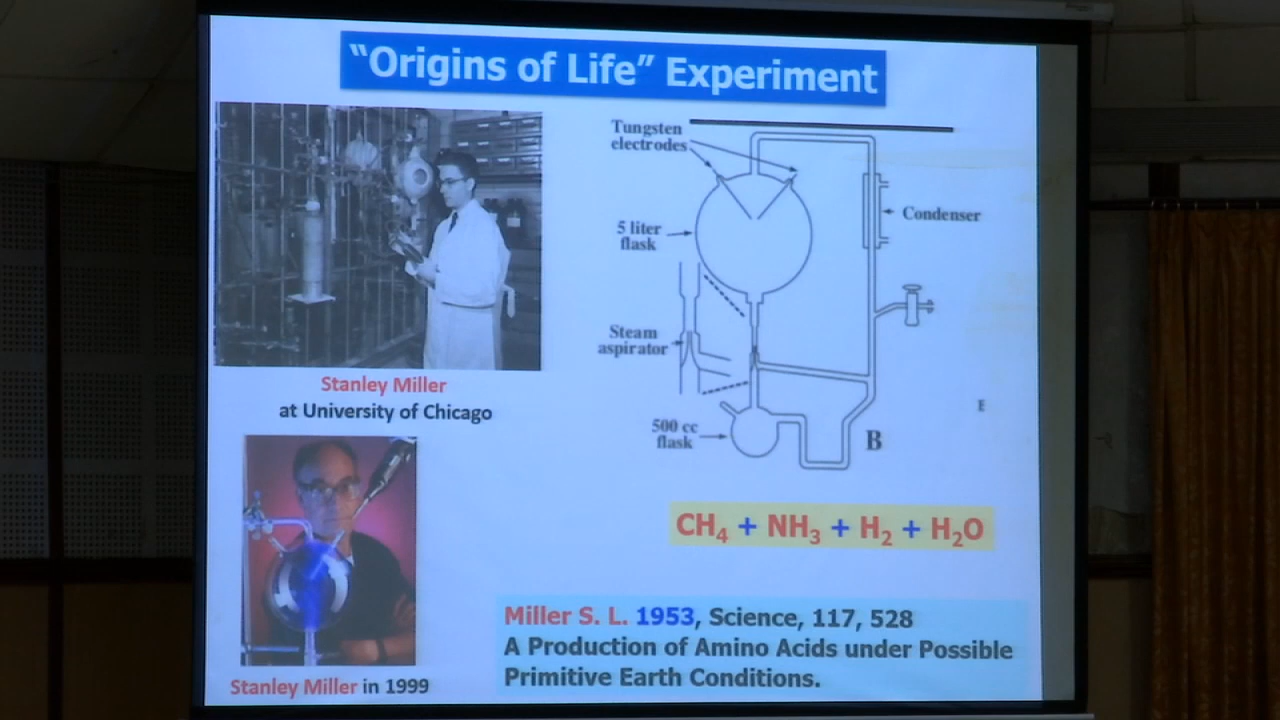 "Origins of Life" Experiment
Stanley Miller
at University of Chicago
Stanley Miller in 1999
Tungsten
electrodes
Condenser
5 liter
flask
Steam
aspirator
500 cc
flask
B
E
CH₄ + NH₃ + H₂ + H₂O
Miller S. L. 1953, Science, 117, 528
A Production of Amino Acids under Possible
Primitive Earth Conditions.